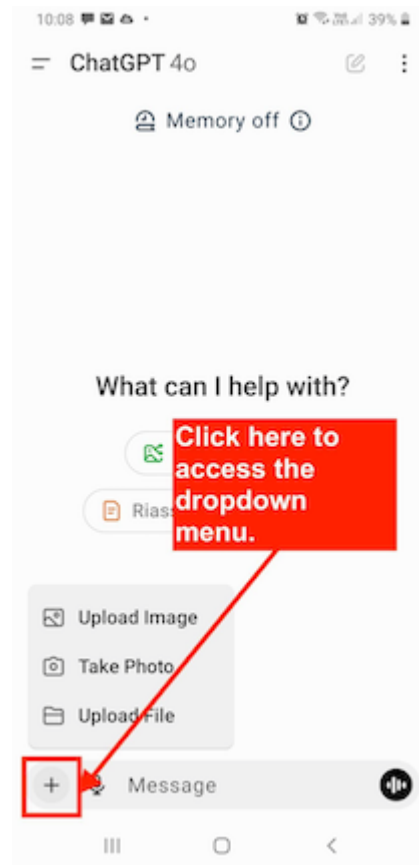 10:08 39%
ChatGPT 4o
Memory off
What can I help with?
Click here to
access the
dropdown
menu.
Riass
Upload Image
Take Photo
Upload File
Message